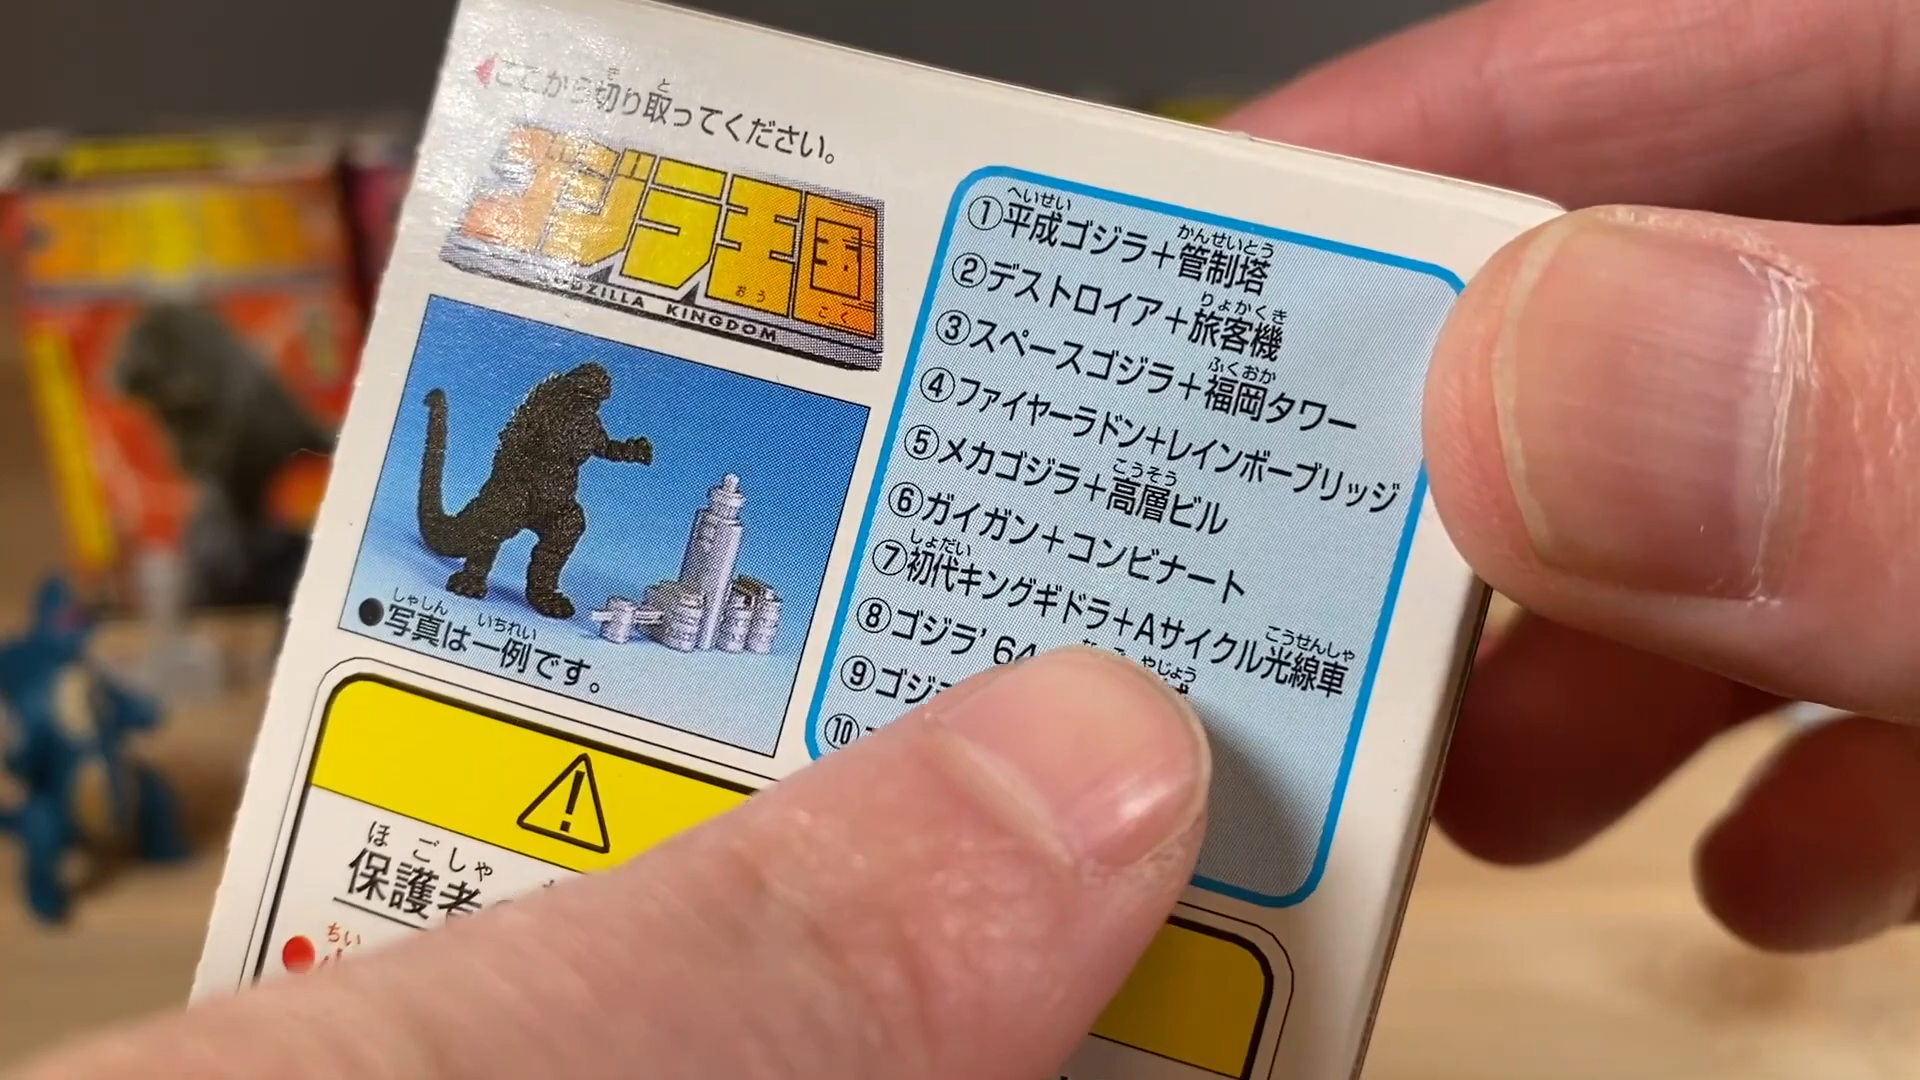 ここから切り取ってください。
ゴジラ王国
GODZILLA KINGDOM
●写真は一例です。
①平成ゴジラ+管制塔
②デストロイア+旅客機
③スペースゴジラ+福岡タワー
④ファイヤーラドン+レインボーブリッジ
⑤メカゴジラ+高層ビル
⑥ガイガン+コンビナート
⑦初代キングギドラ+Aサイクル光線車
⑧ゴジラ'64
⑨ゴジラ
⑩
保護者